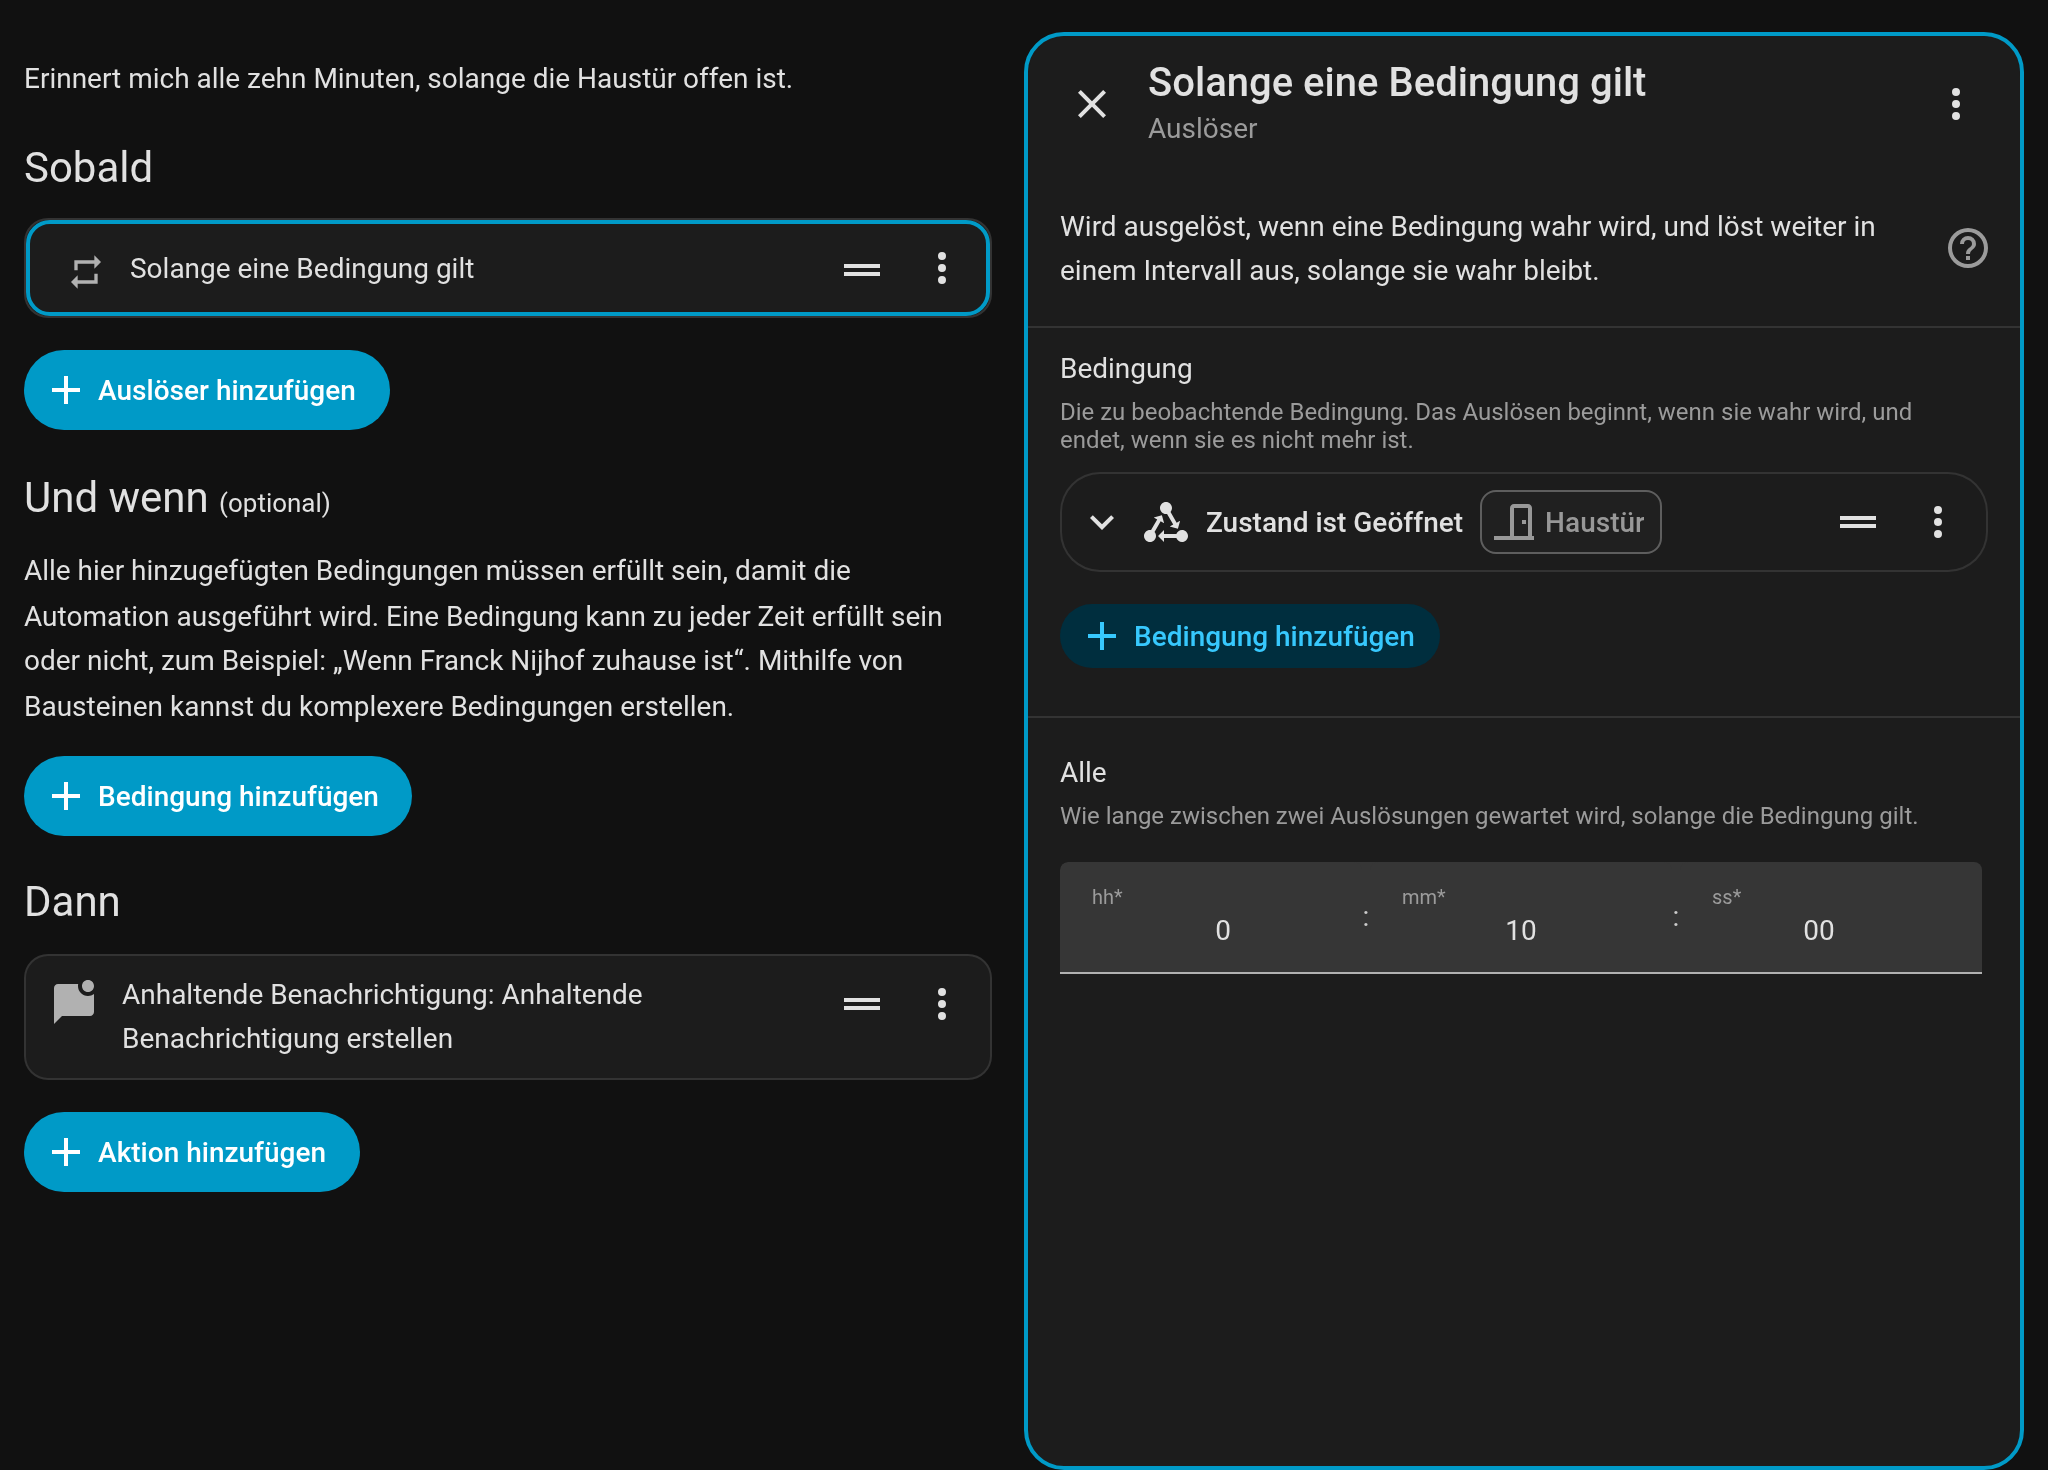 Erinnert mich alle zehn Minuten, solange die Haustür offen ist.
Sobald
Solange eine Bedingung gilt
Auslöser hinzufügen
Und wenn (optional)
Alle hier hinzugefügten Bedingungen müssen erfüllt sein, damit die
Automation ausgeführt wird. Eine Bedingung kann zu jeder Zeit erfüllt sein
oder nicht, zum Beispiel: „Wenn Franck Nijhof zuhause ist“. Mithilfe von
Bausteinen kannst du komplexere Bedingungen erstellen.
Bedingung hinzufügen
Dann
Anhaltende Benachrichtigung: Anhaltende
Benachrichtigung erstellen
Aktion hinzufügen
Solange eine Bedingung gilt
Auslöser
Wird ausgelöst, wenn eine Bedingung wahr wird, und löst weiter in
einem Intervall aus, solange sie wahr bleibt.
Bedingung
Die zu beobachtende Bedingung. Das Auslösen beginnt, wenn sie wahr wird, und
endet, wenn sie es nicht mehr ist.
Zustand ist Geöffnet Haustür
Bedingung hinzufügen
Alle
Wie lange zwischen zwei Auslösungen gewartet wird, solange die Bedingung gilt.
hh* mm* ss*
0 : 10 : 00